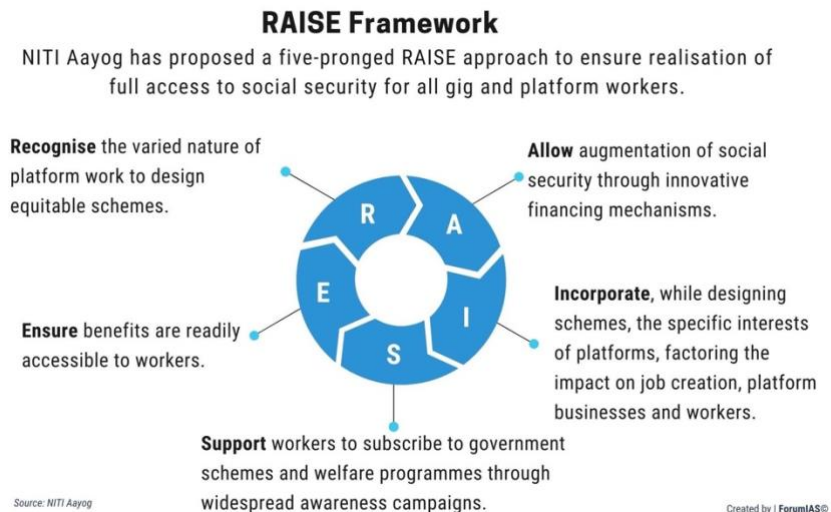 RAISE Framework
NITI Aayog has proposed a five-pronged RAISE approach to ensure realisation of
full access to social security for all gig and platform workers.
Recognise the varied nature of
platform work to design
equitable schemes.
Allow augmentation of social
security through innovative
financing mechanisms.
R
A
I
S
E
Incorporate, while designing
schemes, the specific interests
of platforms, factoring the
impact on job creation, platform
businesses and workers.
Ensure benefits are readily
accessible to workers.
Support workers to subscribe to government
schemes and welfare programmes through
widespread awareness campaigns.
Source: NITI Aayog
Created by | ForumIAS©